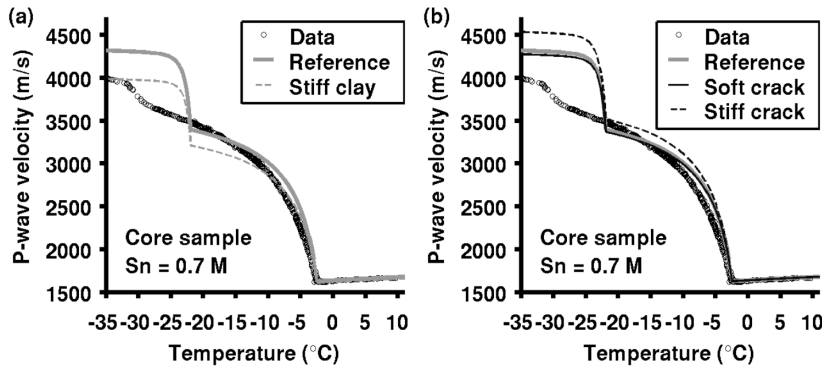 (a)
P-wave velocity (m/s)
4500
4000
3500
3000
2500
2000
1500
Data
Reference
Stiff clay
Core sample
Sn = 0.7 M
-35 -30 -25 -20 -15 -10 -5 0 5 10
Temperature (°C)
(b)
P-wave velocity (m/s)
4500
4000
3500
3000
2500
2000
1500
Data
Reference
Soft crack
Stiff crack
Core sample
Sn = 0.7 M
-35 -30 -25 -20 -15 -10 -5 0 5 10
Temperature (°C)